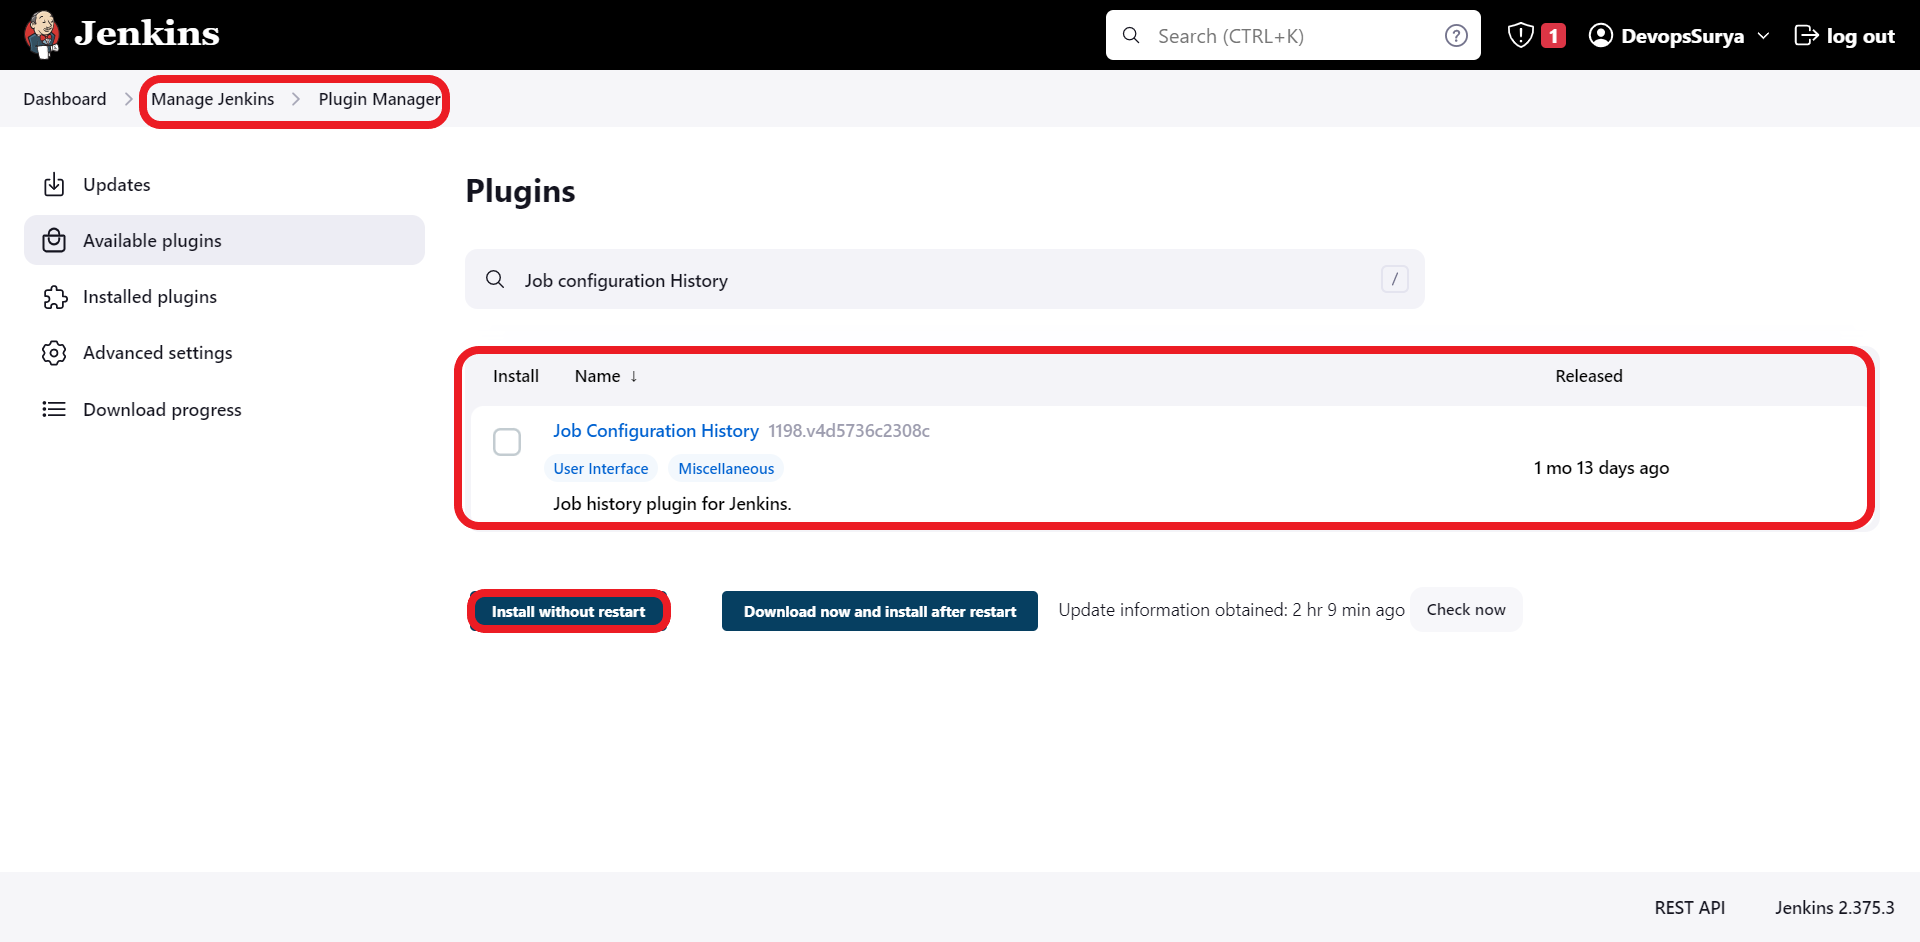 Jenkins
Search (CTRL+K)
?
1
DevopsSurya
log out
Dashboard
Manage Jenkins
Plugin Manager
Updates
Available plugins
Installed plugins
Advanced settings
Download progress
Plugins
Job configuration History
/
Install Name ↓ Released
Job Configuration History 1198.v4d5736c2308c
User Interface Miscellaneous
1 mo 13 days ago
Job history plugin for Jenkins.
Install without restart
Download now and install after restart
Update information obtained: 2 hr 9 min ago
Check now
REST API
Jenkins 2.375.3